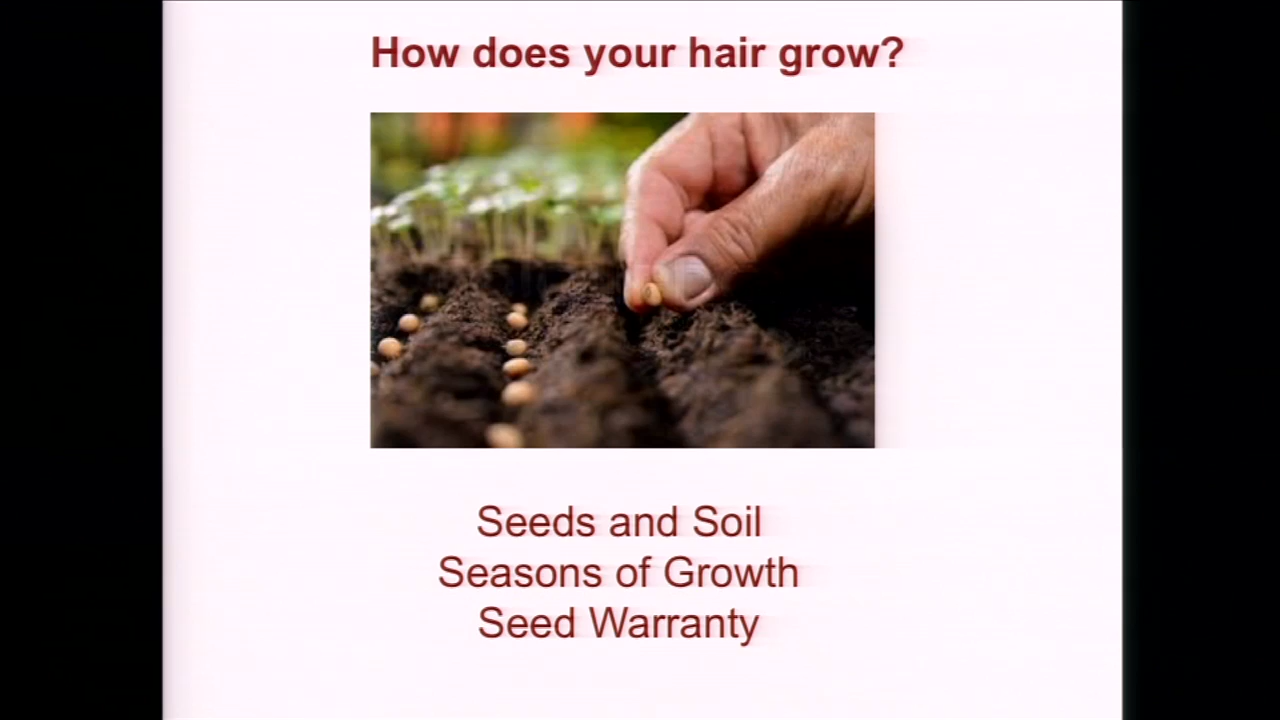 How does your hair grow?
Seeds and Soil
Seasons of Growth
Seed Warranty